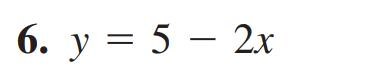 6. y = 5 − 2x